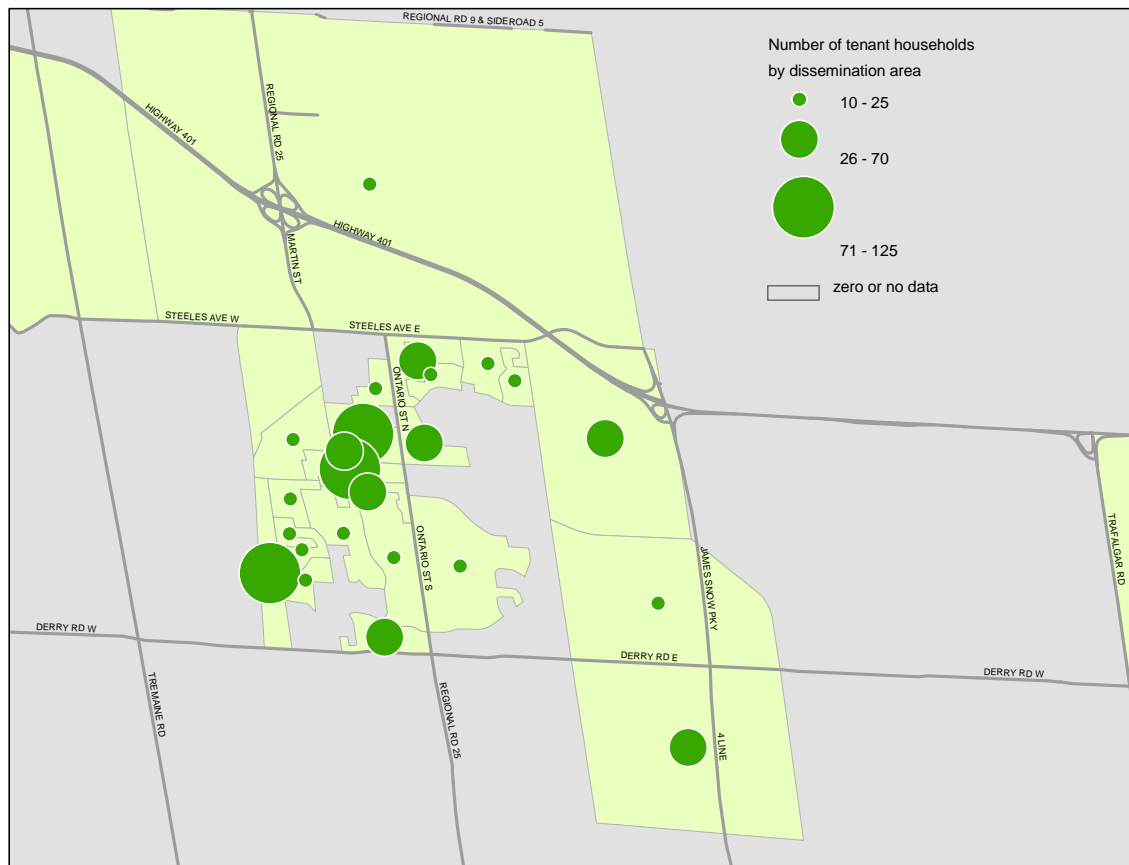 REGIONAL RD 9 & SIDEROAD 5
Number of tenant households
by dissemination area
10 - 25
26 - 70
71 - 125
zero or no data
HIGHWAY 401
REGIONAL RD 25
HIGHWAY 401
MARTIN ST
STEELES AVE W
STEELES AVE E
ONTARIO ST N
ONTARIO ST S
JAMES SNOW PKY
TRAFALGAR RD
DERRY RD W
DERRY RD E
DERRY RD W
TREMAINE RD
REGIONAL RD 25
4 LINE